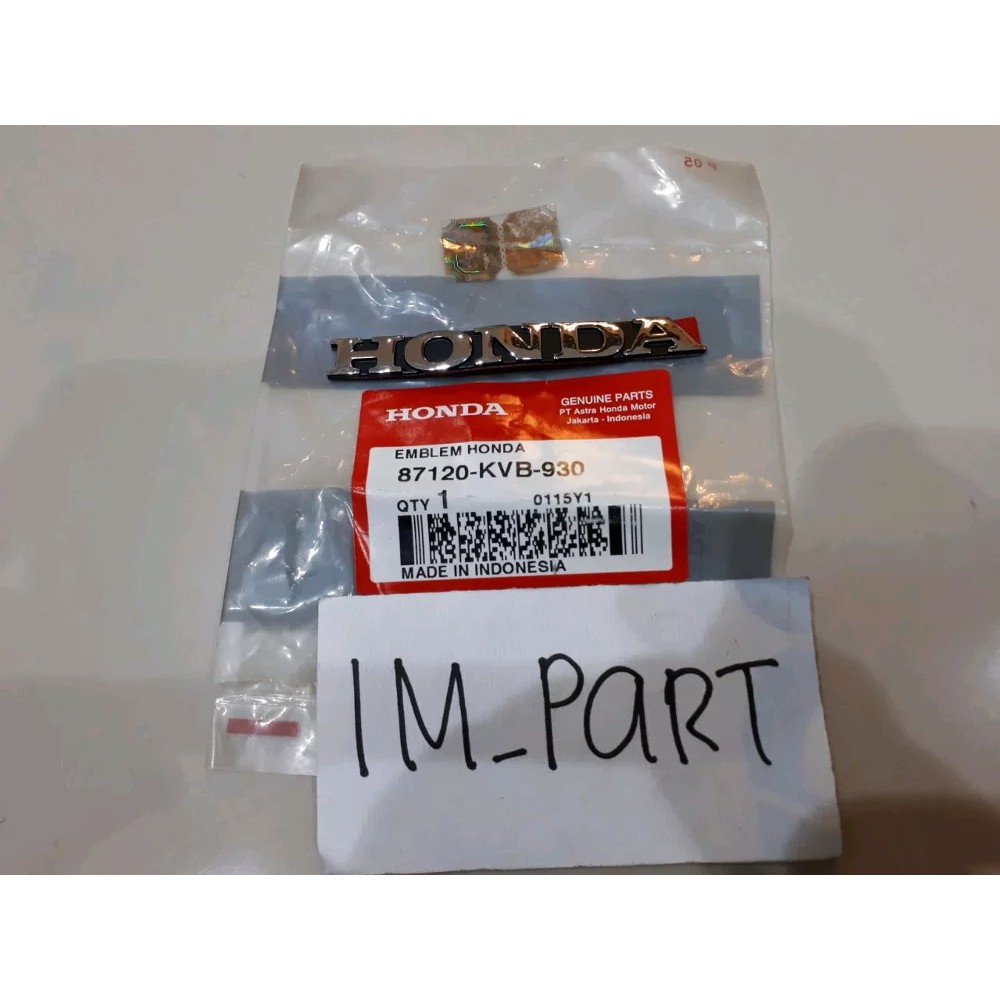 P 05
HONDA
HONDA
GENUINE PARTS
PT Astra Honda Motor
Jakarta - Indonesia
EMBLEM HONDA
87120-KVB-930
QTY 1 0115Y1
MADE IN INDONESIA
IM_PART